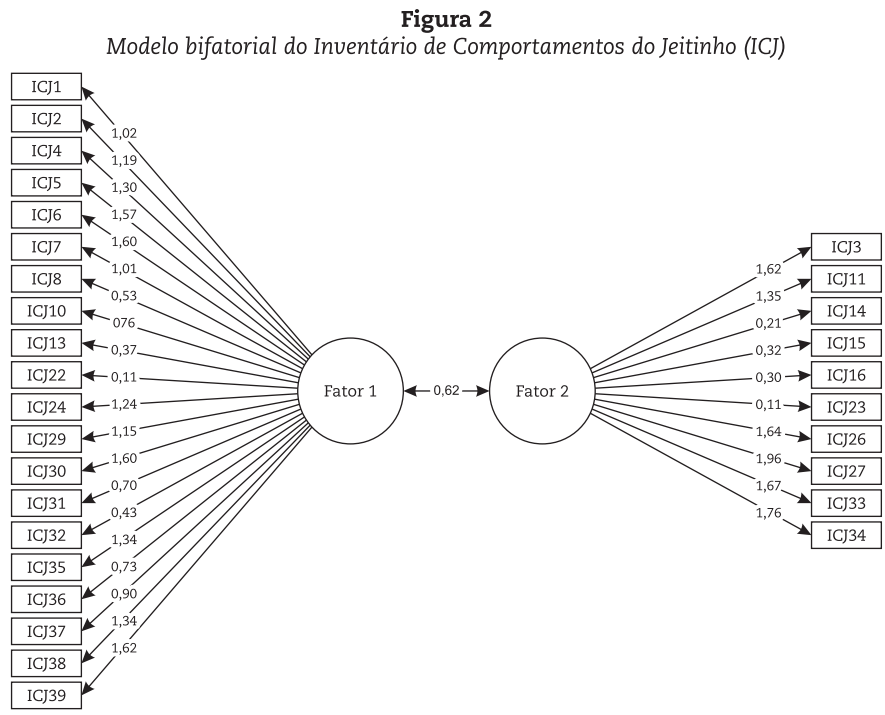 Figura 2
Modelo bifatorial do Inventário de Comportamentos do Jeitinho (ICJ)
ICJ1
ICJ2
ICJ4
ICJ5
ICJ6
ICJ7
ICJ8
ICJ10
ICJ13
ICJ22
ICJ24
ICJ29
ICJ30
ICJ31
ICJ32
ICJ35
ICJ36
ICJ37
ICJ38
ICJ39
1,02
1,19
1,30
1,57
1,60
1,01
0,53
076
0,37
0,11
1,24
1,15
1,60
0,70
0,43
1,34
0,73
0,90
1,34
1,62
Fator 1
0,62
Fator 2
1,62
1,35
0,21
0,32
0,30
0,11
1,64
1,96
1,67
1,76
ICJ3
ICJ11
ICJ14
ICJ15
ICJ16
ICJ23
ICJ26
ICJ27
ICJ33
ICJ34